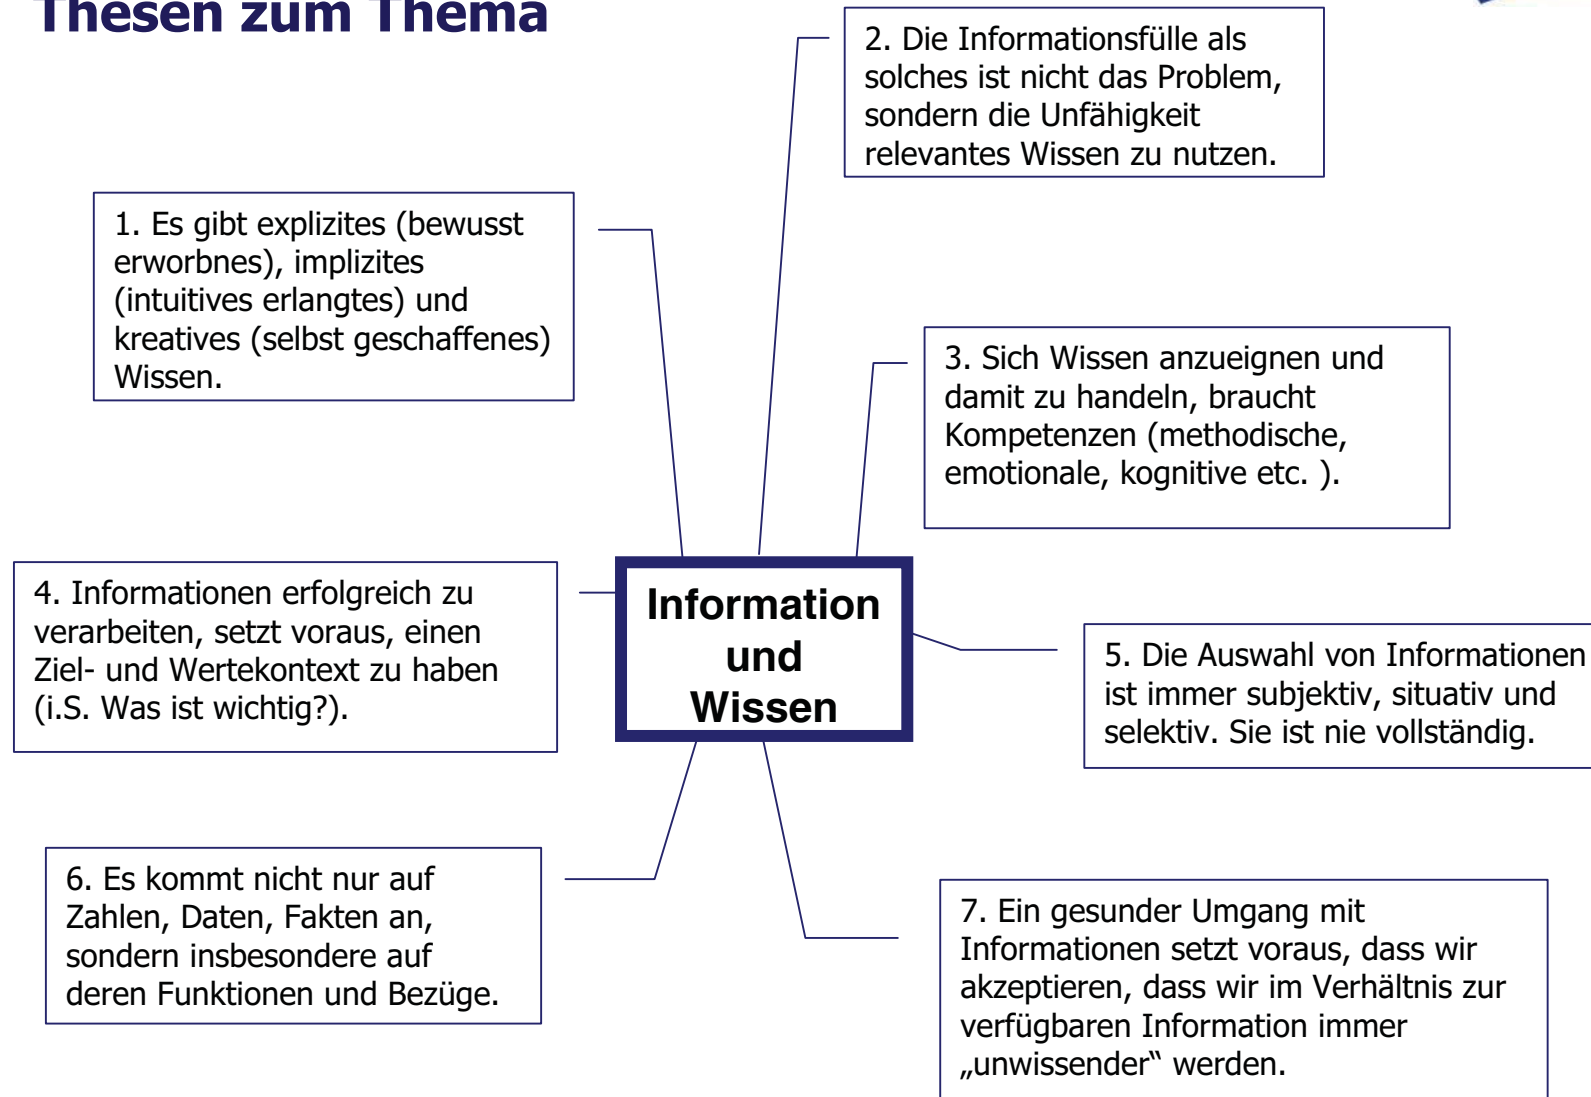 Thesen zum Thema
1. Es gibt explizites (bewusst
erworbnes), implizites
(intuitives erlangtes) und
kreatives (selbst geschaffenes)
Wissen.
2. Die Informationsfülle als
solches ist nicht das Problem,
sondern die Unfähigkeit
relevantes Wissen zu nutzen.
3. Sich Wissen anzueignen und
damit zu handeln, braucht
Kompetenzen (methodische,
emotionale, kognitive etc. ).
Information
und
Wissen
4. Informationen erfolgreich zu
verarbeiten, setzt voraus, einen
Ziel- und Wertekontext zu haben
(i.S. Was ist wichtig?).
5. Die Auswahl von Informationen
ist immer subjektiv, situativ und
selektiv. Sie ist nie vollständig.
6. Es kommt nicht nur auf
Zahlen, Daten, Fakten an,
sondern insbesondere auf
deren Funktionen und Bezüge.
7. Ein gesunder Umgang mit
Informationen setzt voraus, dass wir
akzeptieren, dass wir im Verhältnis zur
verfügbaren Information immer
„unwissender“ werden.